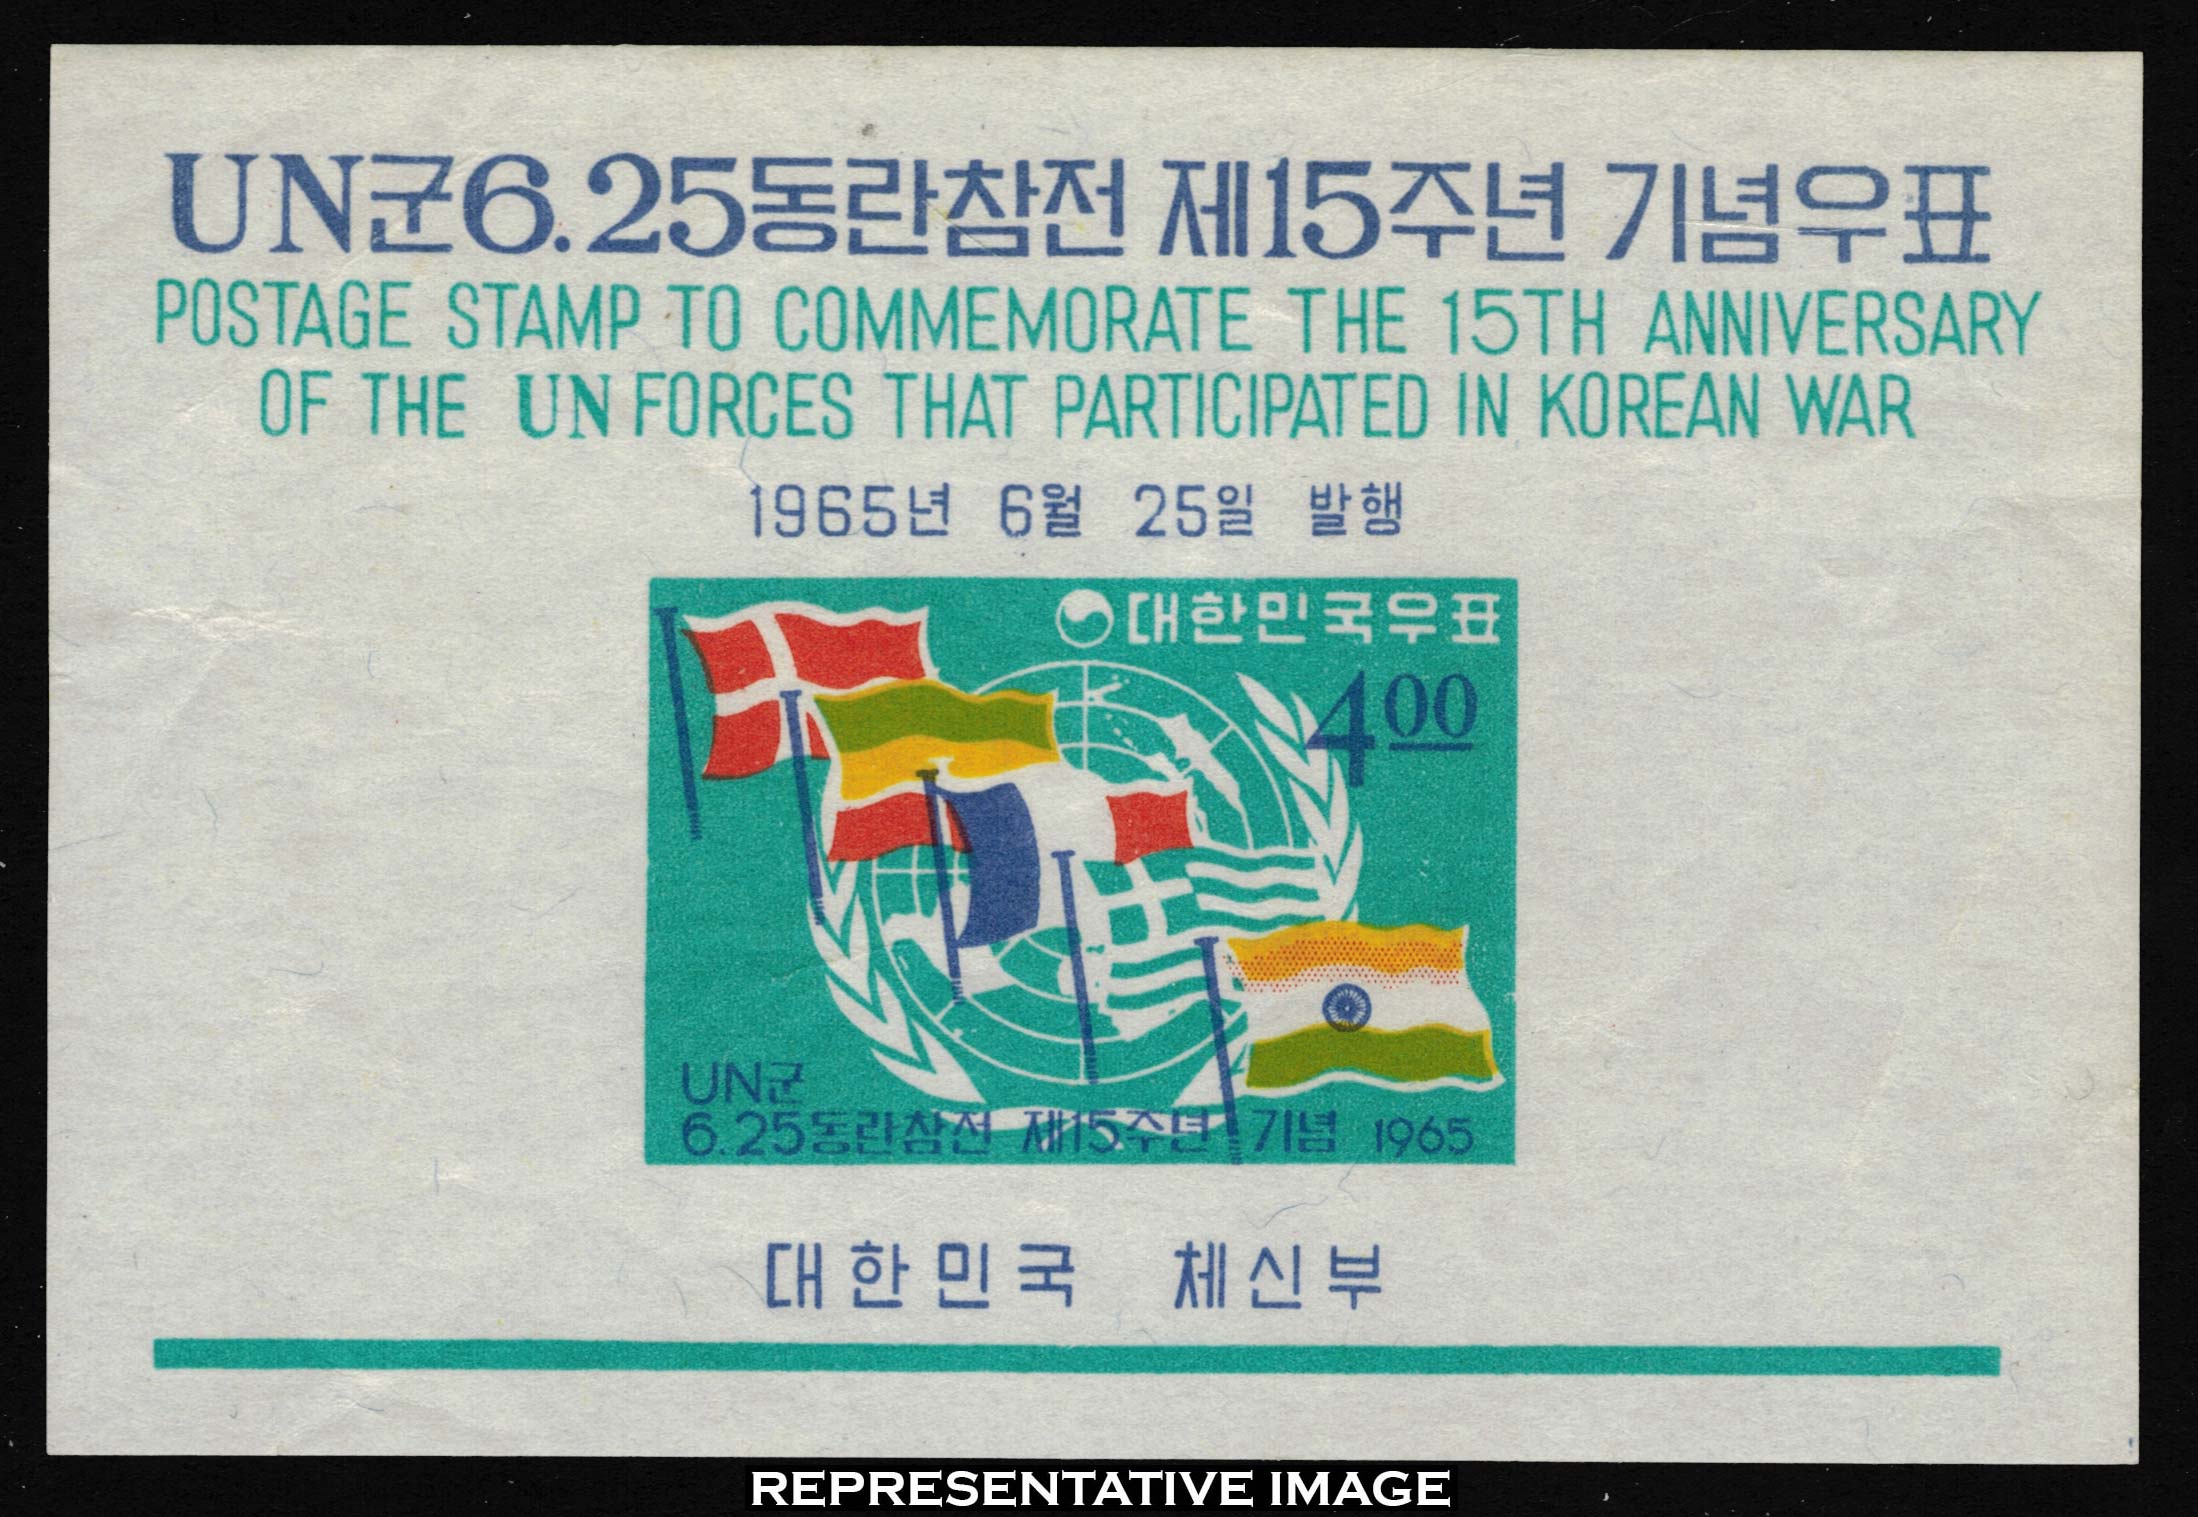 UN군6.25동란참전 제15주년 기념우표
POSTAGE STAMP TO COMMEMORATE THE 15TH ANNIVERSARY
OF THE UN FORCES THAT PARTICIPATED IN KOREAN WAR
1965년 6월 25일 발행
대한민국우표
4.00
UN군
6.25동란참전 제15주년 기념 1965
대한민국 체신부
REPRESENTATIVE IMAGE